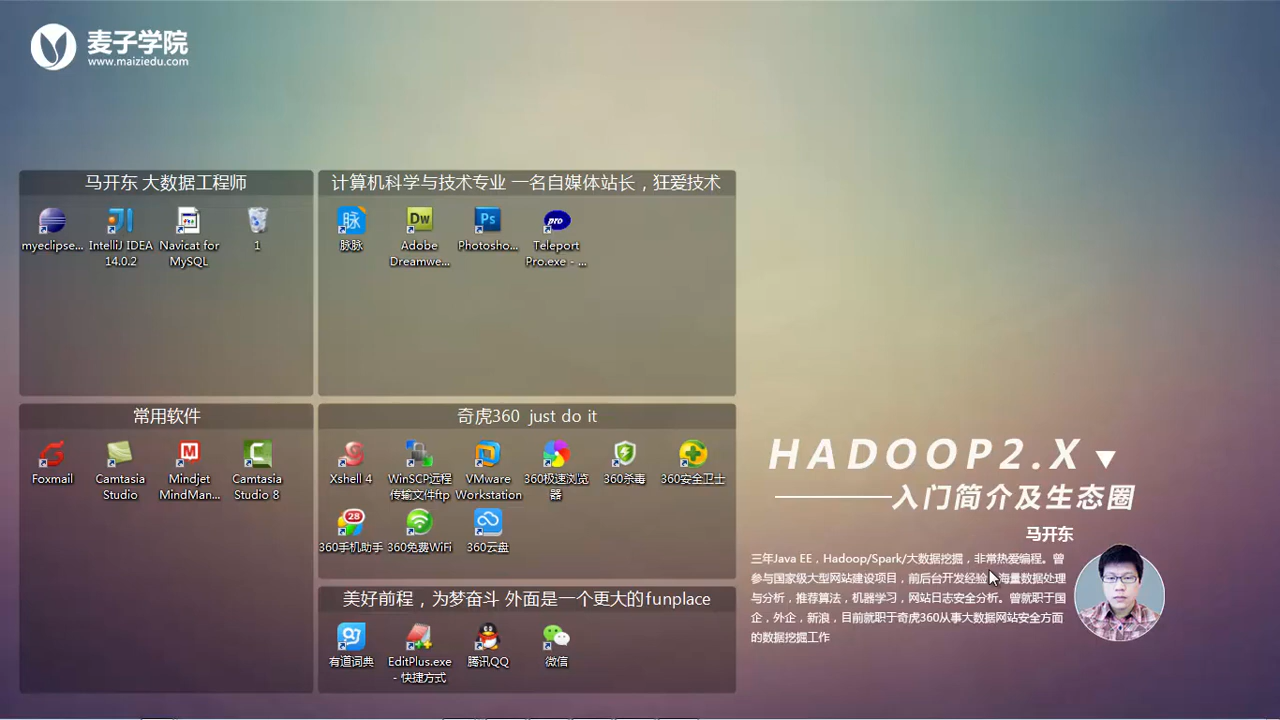 麦子学院
www.maiziedu.com
马开东 大数据工程师
myeclipse...
IntelliJ IDEA
14.0.2
Navicat for
MySQL
1
计算机科学与技术专业 一名自媒体站长，狂爱技术
脉
脉脉
Dw
Adobe
Dreamwe...
Ps
Photosho...
pro
Teleport
Pro.exe - ...
常用软件
Foxmail
Camtasia
Studio
M
Mindjet
MindMan...
C
Camtasia
Studio 8
奇虎360 just do it
Xshell 4
WinSCP远程
传输文件ftp
VMware
Workstation
360极速浏览
器
360杀毒
360安全卫士
28
360手机助手
360免费WiFi
360云盘
美好前程，为梦奋斗 外面是一个更大的funplace
有道词典
EditPlus.exe
- 快捷方式
腾讯QQ
微信
HADOOP2.X
入门简介及生态圈
马开东
三年Java EE，Hadoop/Spark/大数据挖掘，非常热爱编程。曾
参与国家级大型网站建设项目，前后台开发经验 海量数据处理
与分析，推荐算法，机器学习，网站日志安全分析。曾就职于国
企，外企，新浪，目前就职于奇虎360从事大数据网站安全方面
的数据挖掘工作